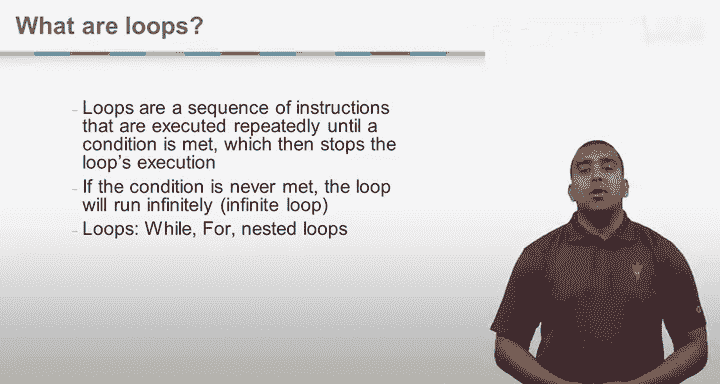 What are loops?
- Loops are a sequence of instructions
that are executed repeatedly until a
condition is met, which then stops the
loop's execution
- If the condition is never met, the loop
will run infinitely (infinite loop)
- Loops: While, For, nested loops